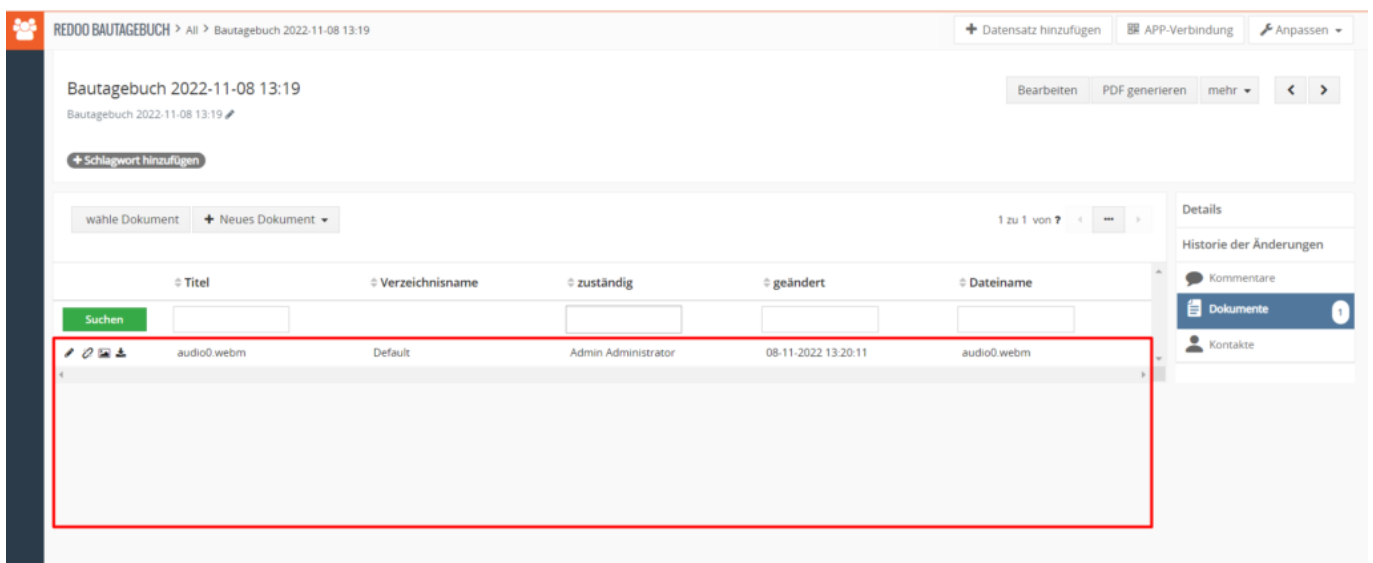 REDOO BAUTAGEBUCH > All > Bautagebuch 2022-11-08 13:19
+ Datensatz hinzufügen
APP-Verbindung
Anpassen
Bautagebuch 2022-11-08 13:19
Bautagebuch 2022-11-08 13:19
+ Schlagwort hinzufügen
Bearbeiten
PDF generieren
mehr
wähle Dokument
+ Neues Dokument
1 zu 1 von ?
Titel
Verzeichnisname
zuständig
geändert
Dateiname
Suchen
audio0.webm
Default
Admin Administrator
08-11-2022 13:20:11
audio0.webm
Details
Historie der Änderungen
Kommentare
Dokumente
1
Kontakte